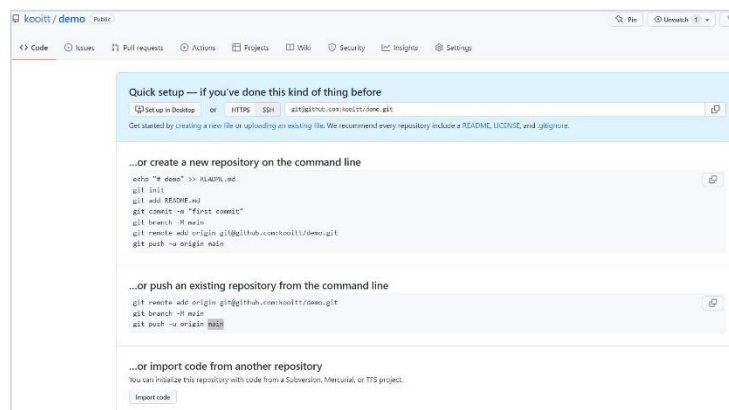 kooitt / demo Public
Pin
Unwatch 1
Code
Issues
Pull requests
Actions
Projects
Wiki
Security
Insights
Settings
Quick setup — if you've done this kind of thing before
Set up in Desktop or HTTPS SSH git@github.com:kooitt/demo.git
Get started by creating a new file or uploading an existing file. We recommend every repository include a README, LICENSE, and .gitignore.
...or create a new repository on the command line
echo "# demo" >> README.md
git init
git add README.md
git commit -m "first commit"
git branch -M main
git remote add origin git@github.com:kooitt/demo.git
git push -u origin main
...or push an existing repository from the command line
git remote add origin git@github.com:kooitt/demo.git
git branch -M main
git push -u origin main
...or import code from another repository
You can initialize this repository with code from a Subversion, Mercurial, or TFS project.
Import code